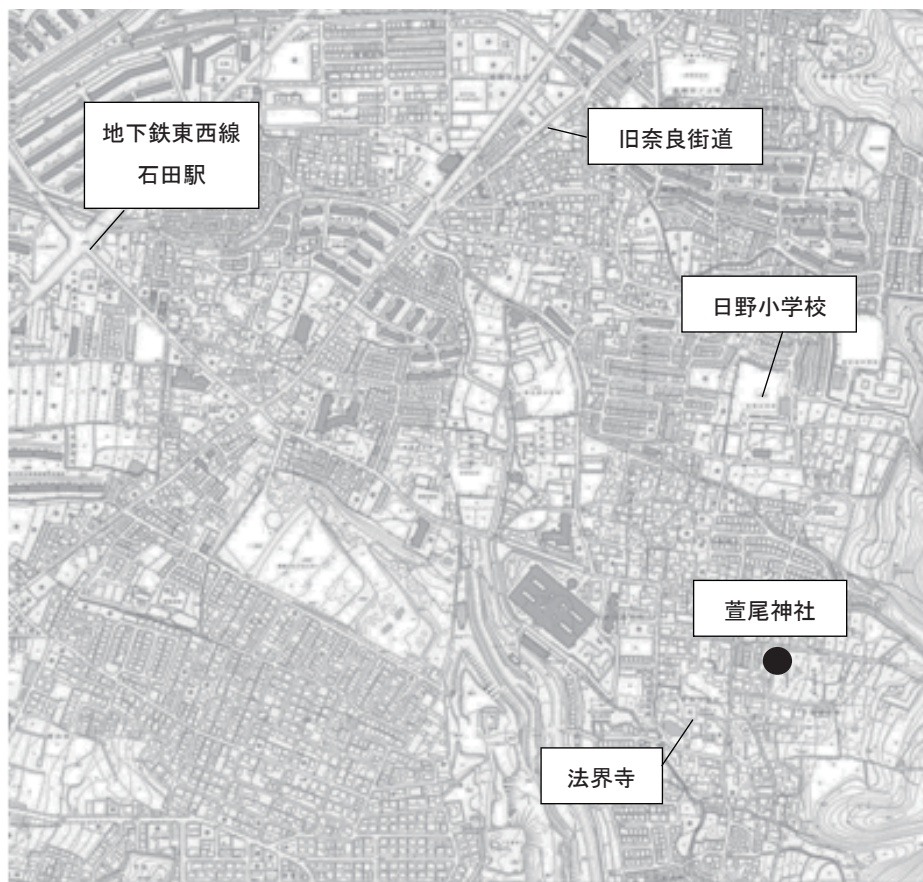 地下鉄東西線
石田駅
旧奈良街道
日野小学校
萱尾神社
法界寺